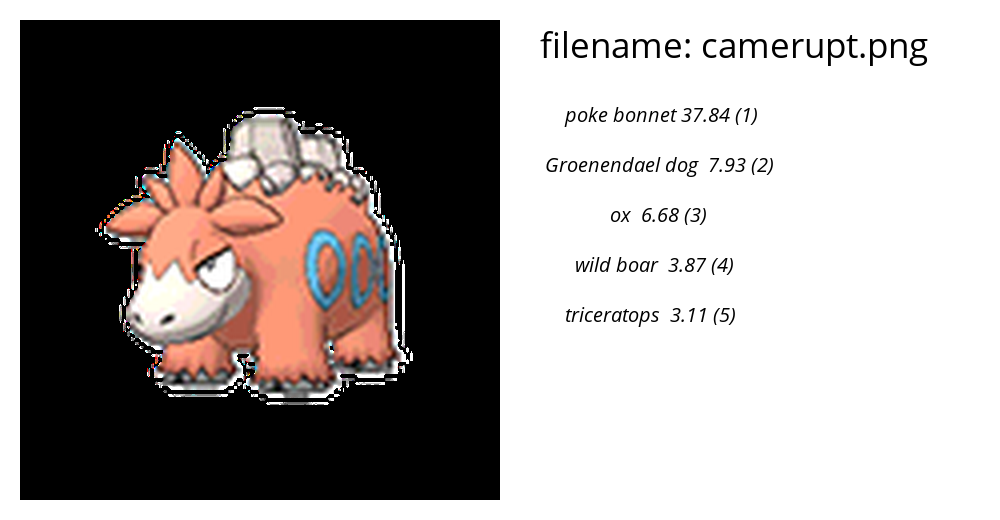 filename: camerupt.png
poke bonnet 37.84 (1)
Groenendael dog 7.93 (2)
ox 6.68 (3)
wild boar 3.87 (4)
triceratops 3.11 (5)